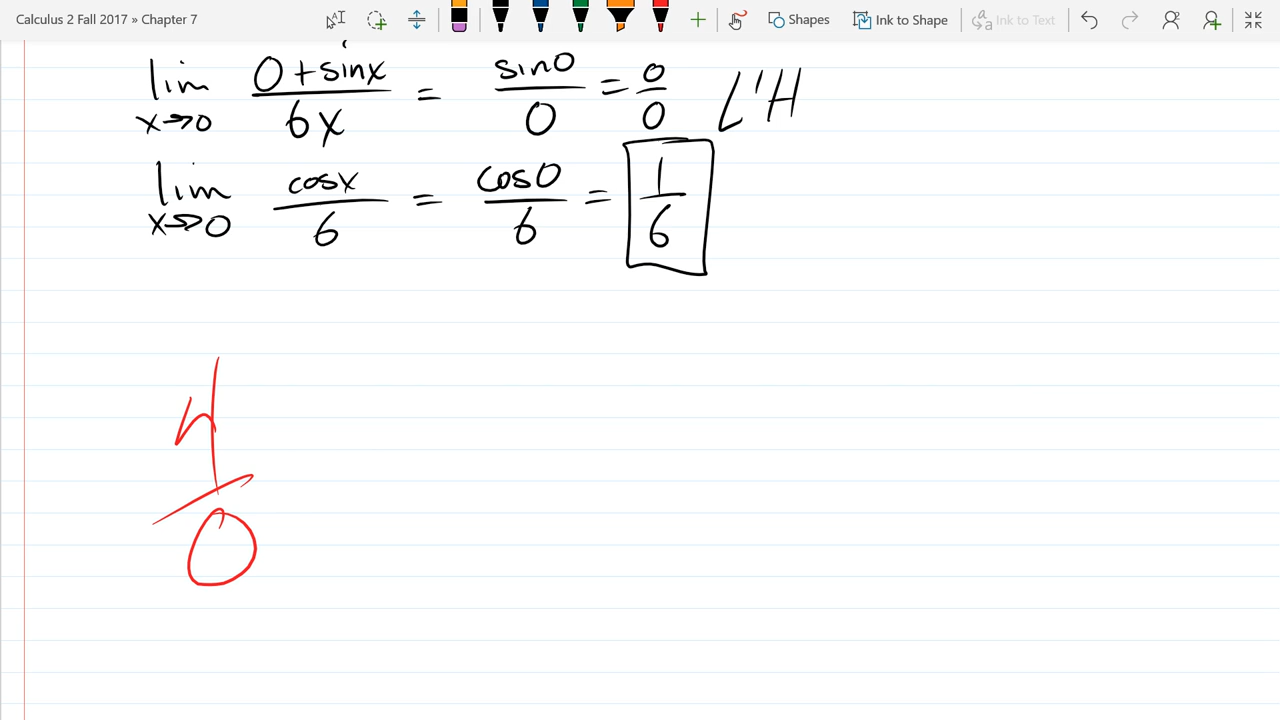 Calculus 2 Fall 2017 » Chapter 7
Shapes
Ink to Shape
Ink to Text
lim x→0 (0 + sinx)/(6x) = (sin0)/0 = 0/0 L'H
lim x→0 (cosx)/6 = (cos0)/6 = 1/6
4/0